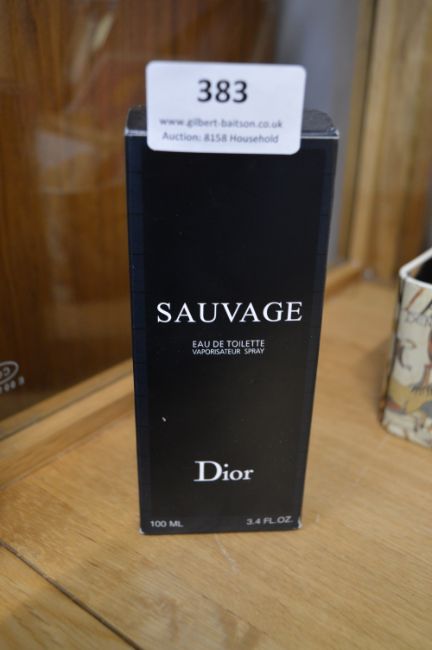 383
www.gilbert-baitson.co.uk
Auction: 8158 Household
SAUVAGE
EAU DE TOILETTE
VAPORISATEUR SPRAY
Dior
100 ML 3.4 FL.OZ.